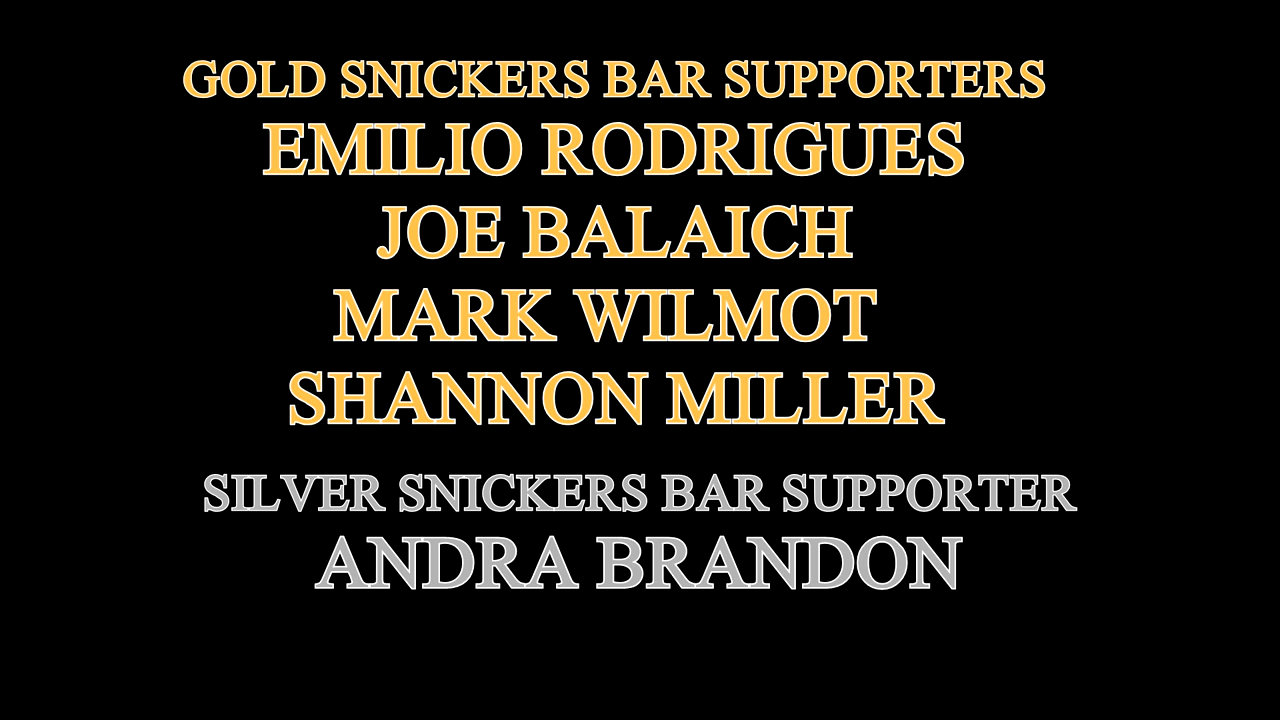 GOLD SNICKERS BAR SUPPORTERS
EMILIO RODRIGUES
JOE BALAICH
MARK WILMOT
SHANNON MILLER
SILVER SNICKERS BAR SUPPORTER
ANDRA BRANDON